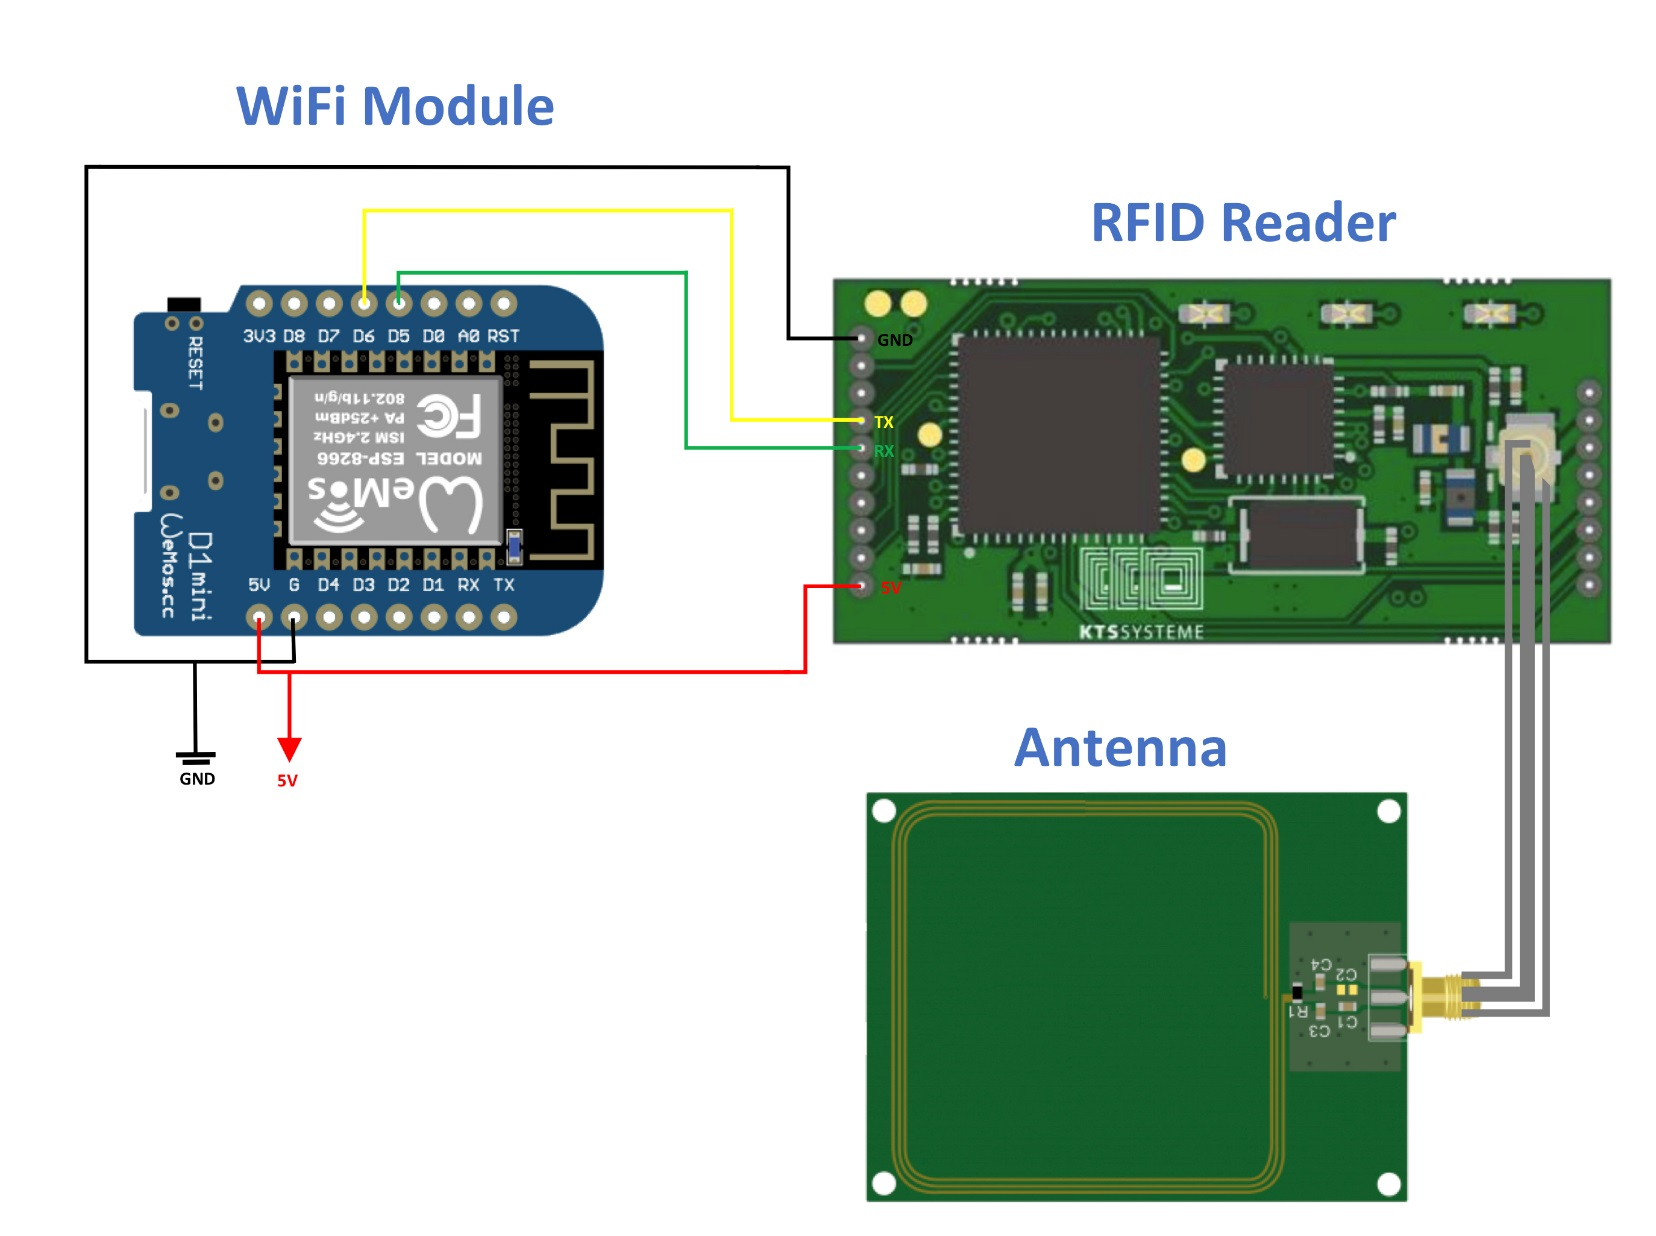 WiFi Module
RFID Reader
3V3 D8 D7 D6 D5 D0 A0 RST
RESET
802.11b/g/n
PA +25dBm
ISM 2.4GHz
MODEL ESP-8266
FC
WeMos
D1 mini
WeMos.cc
5V G D4 D3 D2 D1 RX TX
GND
TX
RX
5V
KTSSYSTEME
GND
5V
Antenna
C4
C2
R1
C1
C3